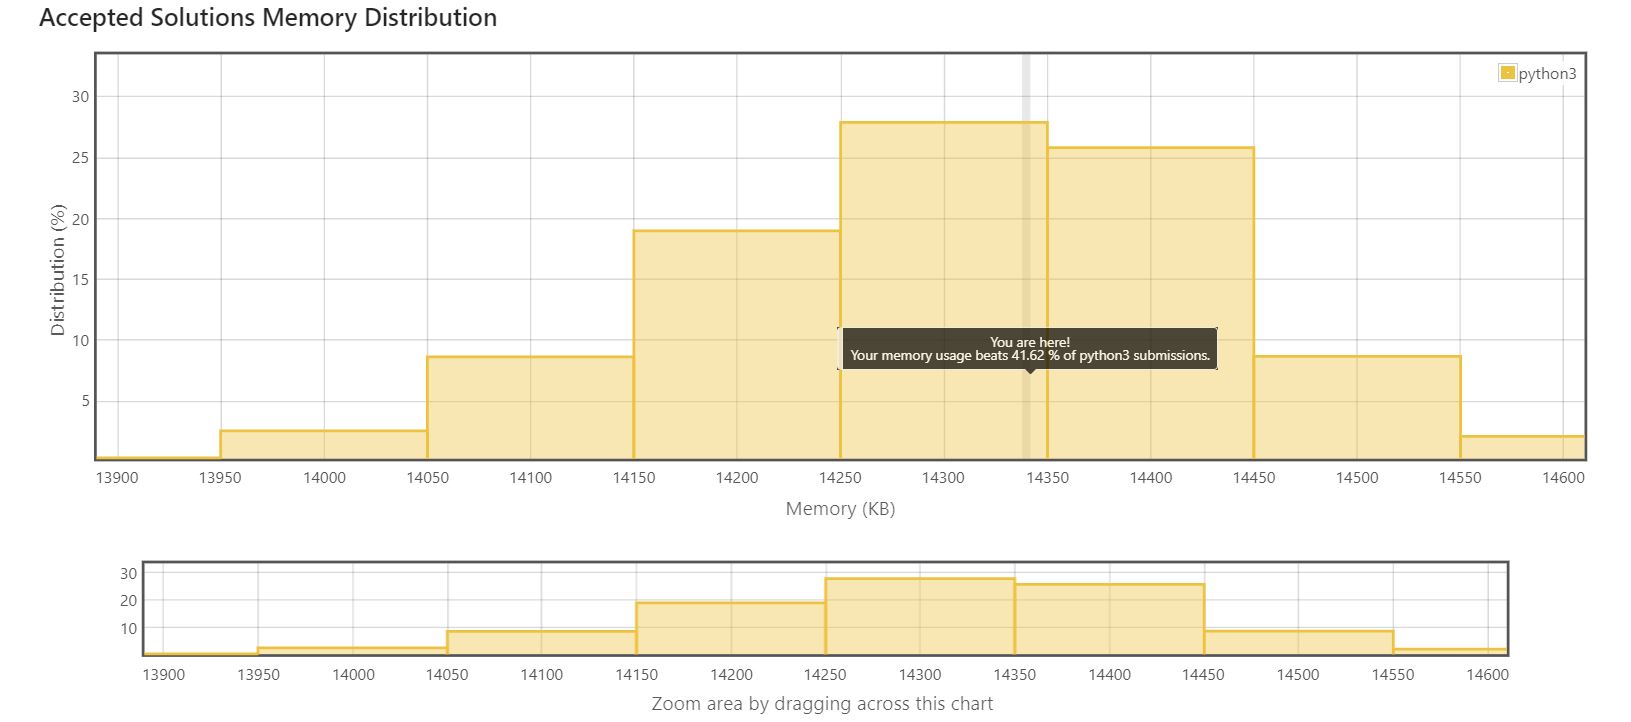 Accepted Solutions Memory Distribution
python3
30
25
20
15
10
5
Distribution (%)
You are here!
Your memory usage beats 41.62 % of python3 submissions.
13900 13950 14000 14050 14100 14150 14200 14250 14300 14350 14400 14450 14500 14550 14600
Memory (KB)
30
20
10
13900 13950 14000 14050 14100 14150 14200 14250 14300 14350 14400 14450 14500 14550 14600
Zoom area by dragging across this chart